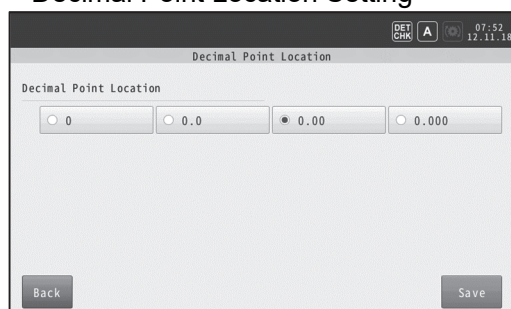 Decimal Point Location Setting
DET CHK A 07:52
12.11.18
Decimal Point Location
Decimal Point Location
0 0.0 0.00 0.000
Back Save